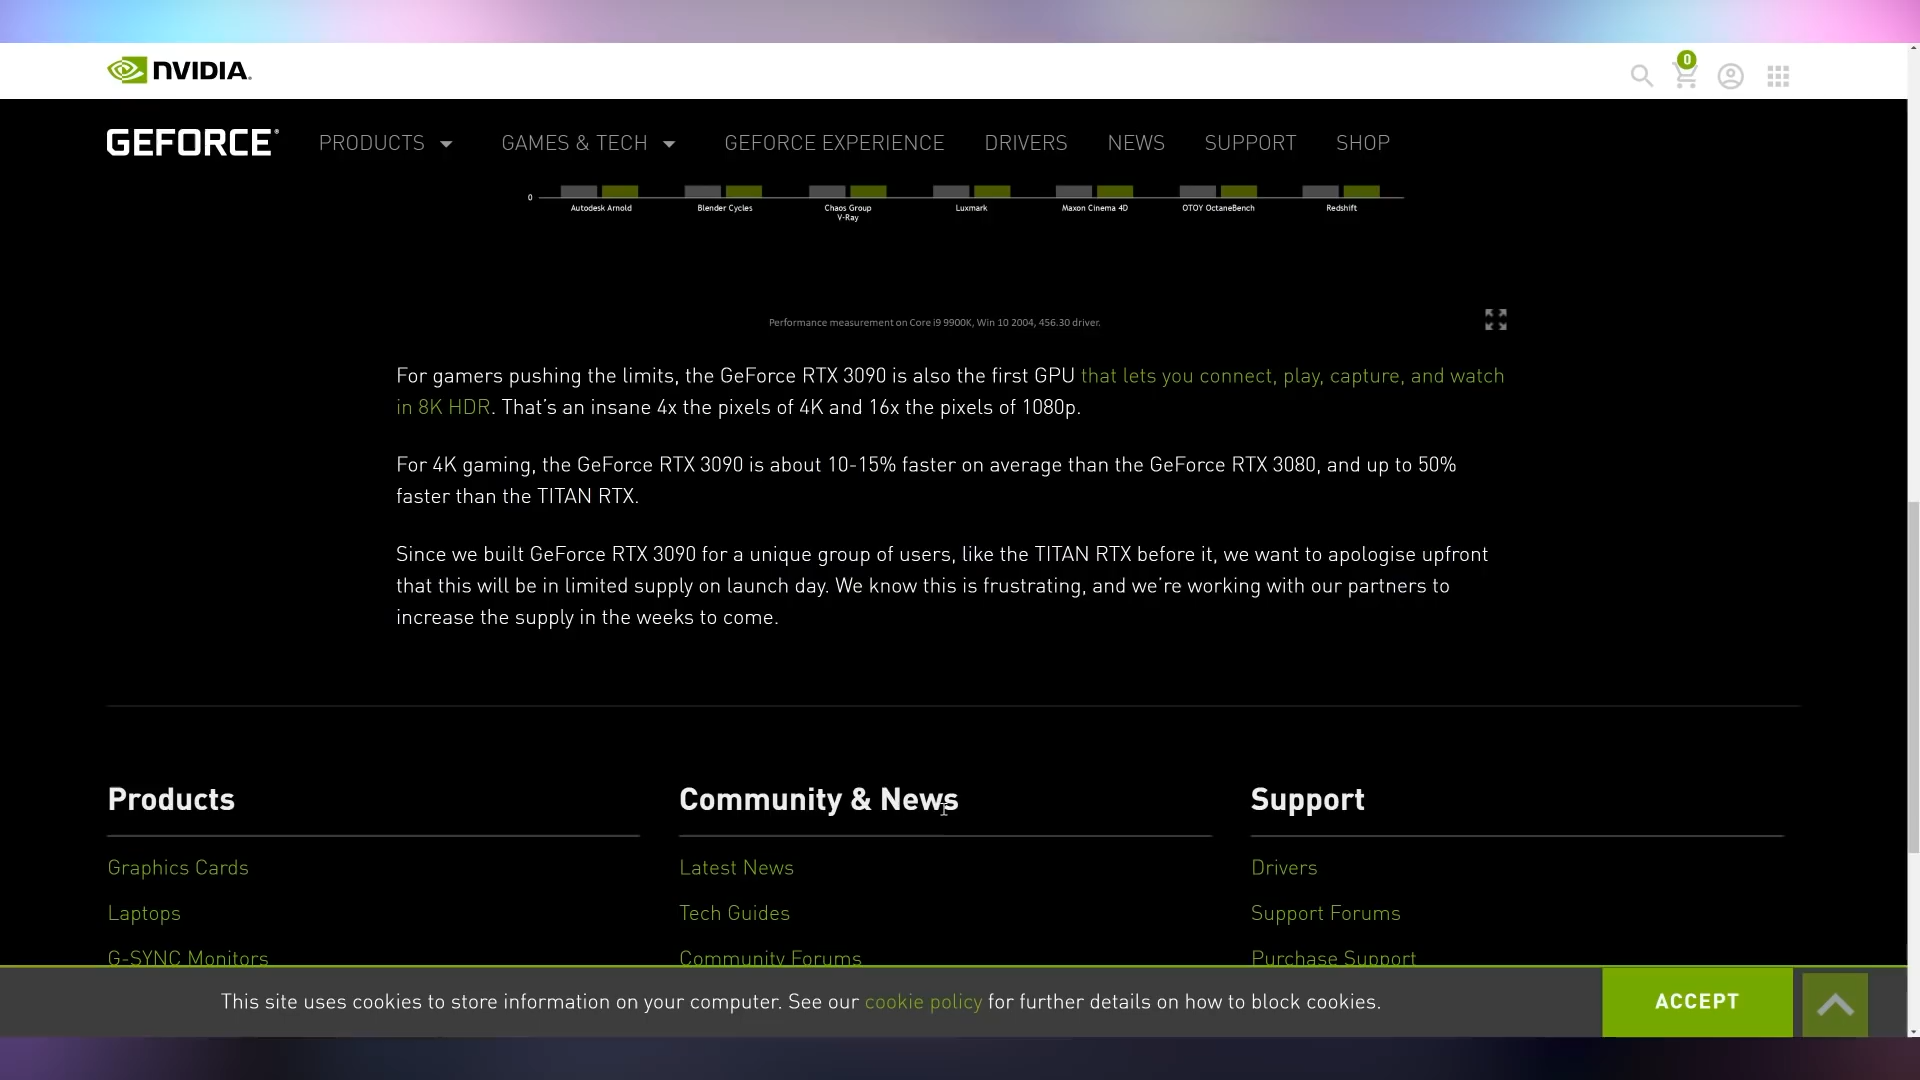 NVIDIA.
0
GEFORCE® PRODUCTS GAMES & TECH GEFORCE EXPERIENCE DRIVERS NEWS SUPPORT SHOP
0
Autodesk Arnold Blender Cycles Chaos Group V-Ray Luxmark Maxon Cinema 4D OTOY OctaneBench Redshift
Performance measurement on Core i9 9900K, Win 10 2004, 456.30 driver.
For gamers pushing the limits, the GeForce RTX 3090 is also the first GPU that lets you connect, play, capture, and watch
in 8K HDR. That’s an insane 4x the pixels of 4K and 16x the pixels of 1080p.
For 4K gaming, the GeForce RTX 3090 is about 10-15% faster on average than the GeForce RTX 3080, and up to 50%
faster than the TITAN RTX.
Since we built GeForce RTX 3090 for a unique group of users, like the TITAN RTX before it, we want to apologise upfront
that this will be in limited supply on launch day. We know this is frustrating, and we’re working with our partners to
increase the supply in the weeks to come.
Products
Graphics Cards
Laptops
G-SYNC Monitors
Community & News
Latest News
Tech Guides
Community Forums
Support
Drivers
Support Forums
Purchase Support
This site uses cookies to store information on your computer. See our cookie policy for further details on how to block cookies.
ACCEPT